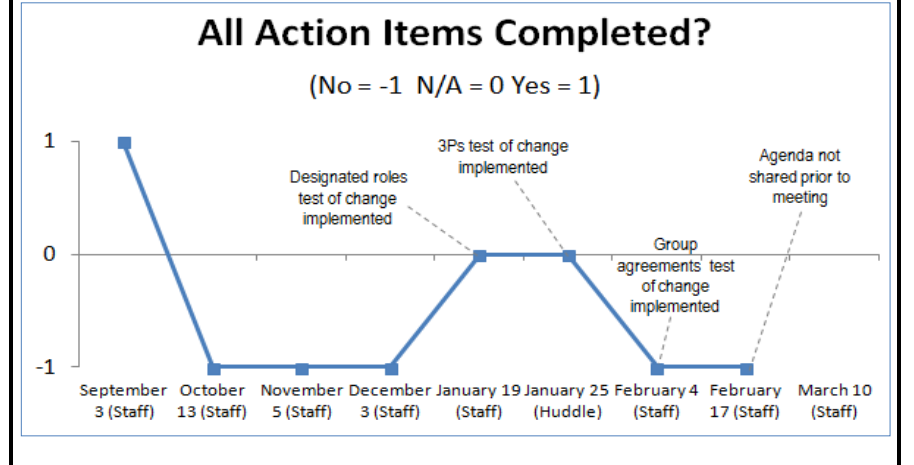 All Action Items Completed?
(No = -1  N/A = 0 Yes = 1)
1
0
-1
Designated roles
test of change
implemented
3Ps test of change
implemented
Group
agreements test
of change
implemented
Agenda not
shared prior to
meeting
September
3 (Staff)
October
13 (Staff)
November
5 (Staff)
December
3 (Staff)
January 19
(Staff)
January 25
(Huddle)
February 4
(Staff)
February
17 (Staff)
March 10
(Staff)